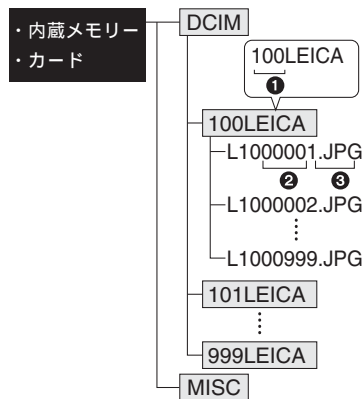 ・内蔵メモリー
・カード
DCIM
100LEICA
❶
100LEICA
L1000001.JPG
❷ ❸
L1000002.JPG
L1000999.JPG
101LEICA
999LEICA
MISC